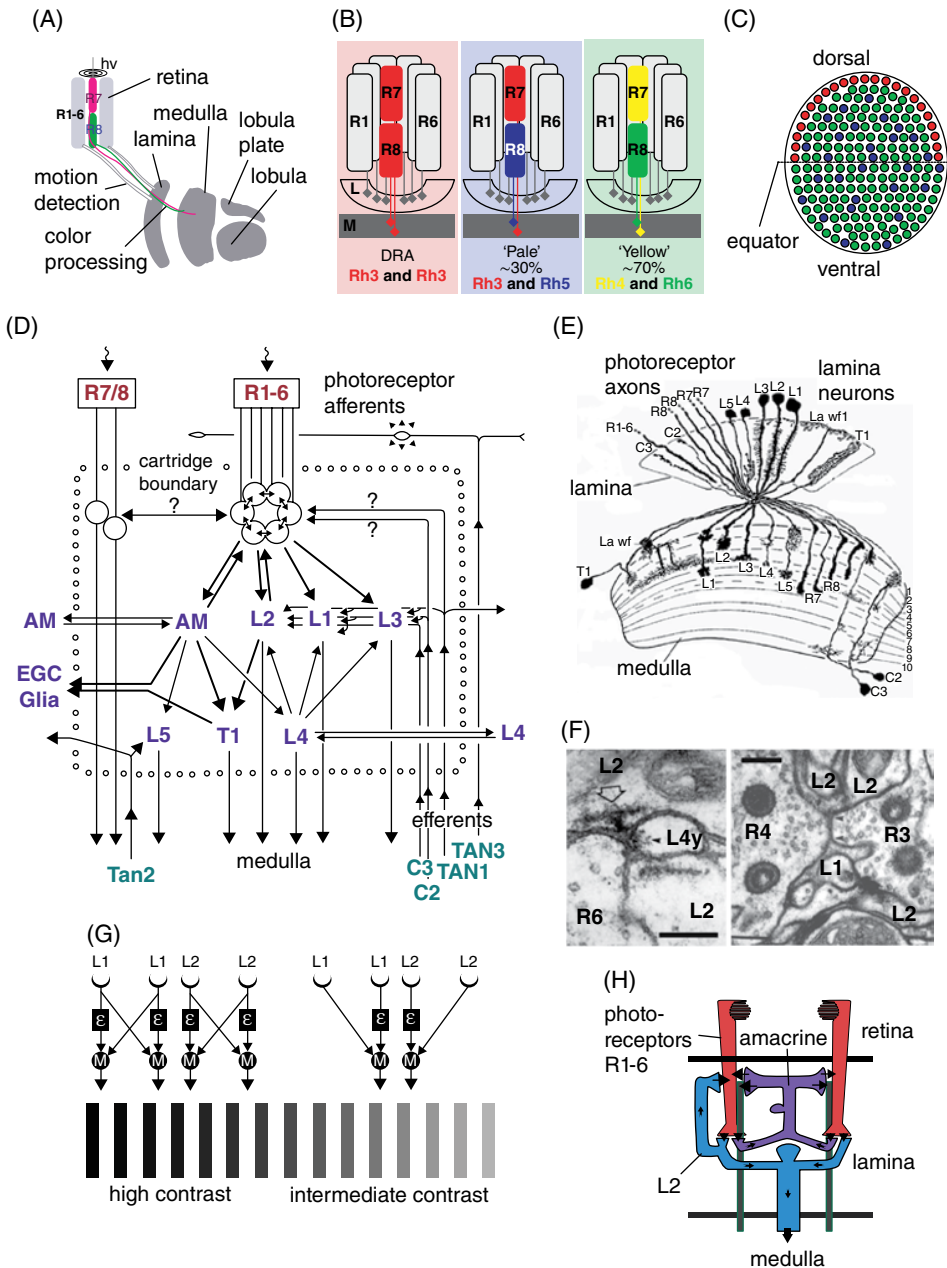 (A)
hv
R7
R1-6
R8
retina
medulla
lamina
lobula
plate
lobula
motion
detection
color
processing
(B)
R7
R1
R6
R8
L
M
DRA
Rh3 and Rh3
R7
R1
R6
R8
'Pale'
~30%
Rh3 and Rh5
R7
R1
R6
R8
'Yellow'
~70%
Rh4 and Rh6
(C)
dorsal
equator
ventral
(D)
R7/8
R1-6
photoreceptor
afferents
cartridge
boundary
?
?
?
AM
AM
L2
L1
L3
EGC
Glia
L5
T1
L4
L4
efferents
medulla
Tan2
TAN3
C3
TAN1
C2
(E)
photoreceptor
axons
lamina
neurons
R7
R7
R8
R8
L5
L4
L3
L2
L1
La wf1
R1-6
C2
C3
T1
lamina
La wf
T1
L1
L2
L3
L4
L5
R7
R8
1
2
3
4
5
6
7
8
9
10
medulla
C2
C3
(F)
L2
L4y
R6
L2
L2
L2
R4
R3
L1
L2
(G)
L1
L1
L2
L2
L1
L1
L2
L2
ε
ε
ε
ε
ε
ε
M
M
M
M
M
M
high contrast
intermediate contrast
(H)
photo-
receptors
R1-6
amacrine
retina
L2
lamina
medulla